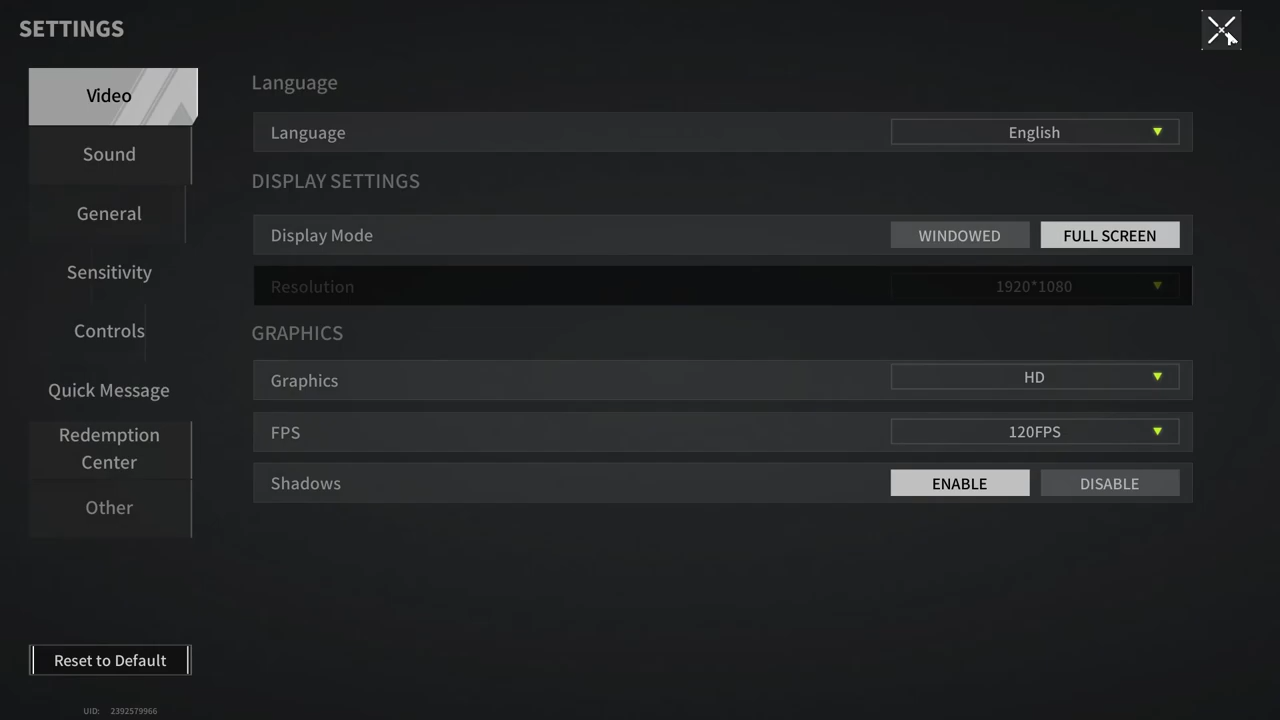 SETTINGS
Video
Sound
General
Sensitivity
Controls
Quick Message
Redemption
Center
Other
Reset to Default
UID: 2392579966
Language
Language English
DISPLAY SETTINGS
Display Mode WINDOWED FULL SCREEN
Resolution 1920*1080
GRAPHICS
Graphics HD
FPS 120FPS
Shadows ENABLE DISABLE